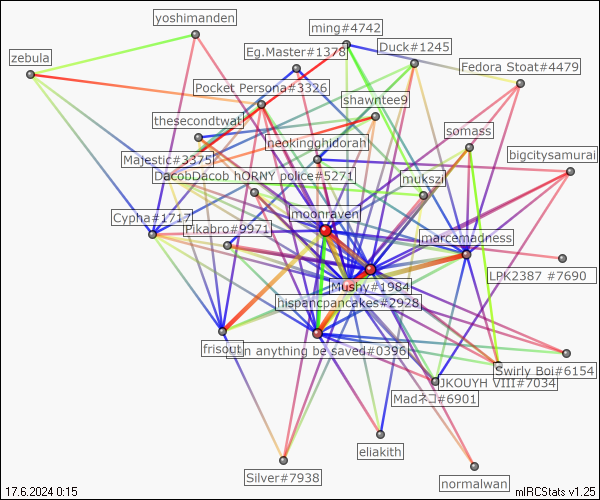 yoshimanden
ming#4742
zebula
Eg.Master#1378
Duck#1245
Fedora Stoat#4479
Pocket Persona#3326
shawntee9
thesecondtwat
somass
neokingghidorah
Majestic#3375
bigcitysamurai
DacobDacob hORNY police#5271
mukszi
Cypha#1717
moonraven
Pikabro#9971
marcemadness
LPK2387 #7690
Mushy#1984
hispancpancakes#2928
frisout
n anything be saved#0396
Swirly Boi#6154
JKOUYH VIII#7034
Madネコ#6901
eliakith
Silver#7938
normalwan
17.6.2024 0:15
mIRCStats v1.25